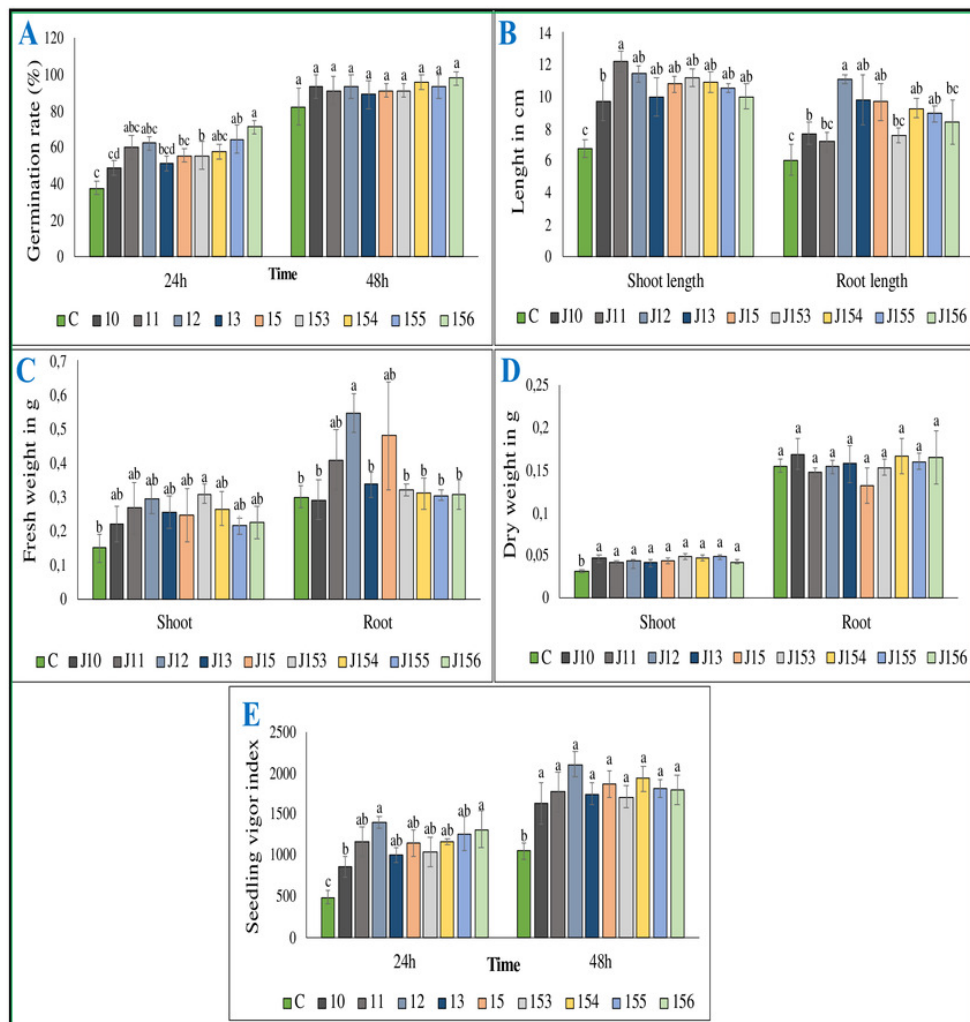 A
Germination rate (%)
120
100
80
60
40
20
0
c cd abc abc bcd bc b abc ab a
a a a a a a a a a a
24h Time 48h
C 10 11 12 13 15 153 154 155 156
B
Lenght in cm
14
12
10
8
6
4
2
0
c b a ab ab ab ab ab ab ab
c bc bc a ab ab bc ab ab bc
Shoot length Root length
C J10 J11 J12 J13 J15 J153 J154 J155 J156
C
Fresh weight in g
0,7
0,6
0,5
0,4
0,3
0,2
0,1
0
b ab ab ab ab ab a ab ab ab
b b ab a b ab b b b b
Shoot Root
C J10 J11 J12 J13 J15 J153 J154 J155 J156
D
Dry weight in g
0,25
0,2
0,15
0,1
0,05
0
b a a a a a a a a a
a a a a a a a a a a
Shoot Root
C J10 J11 J12 J13 J15 J153 J154 J155 J156
E
Seedling vigor index
2500
2000
1500
1000
500
0
c b ab a ab ab ab ab ab a
b a a a a a a a a a
24h Time 48h
C 10 11 12 13 15 153 154 155 156